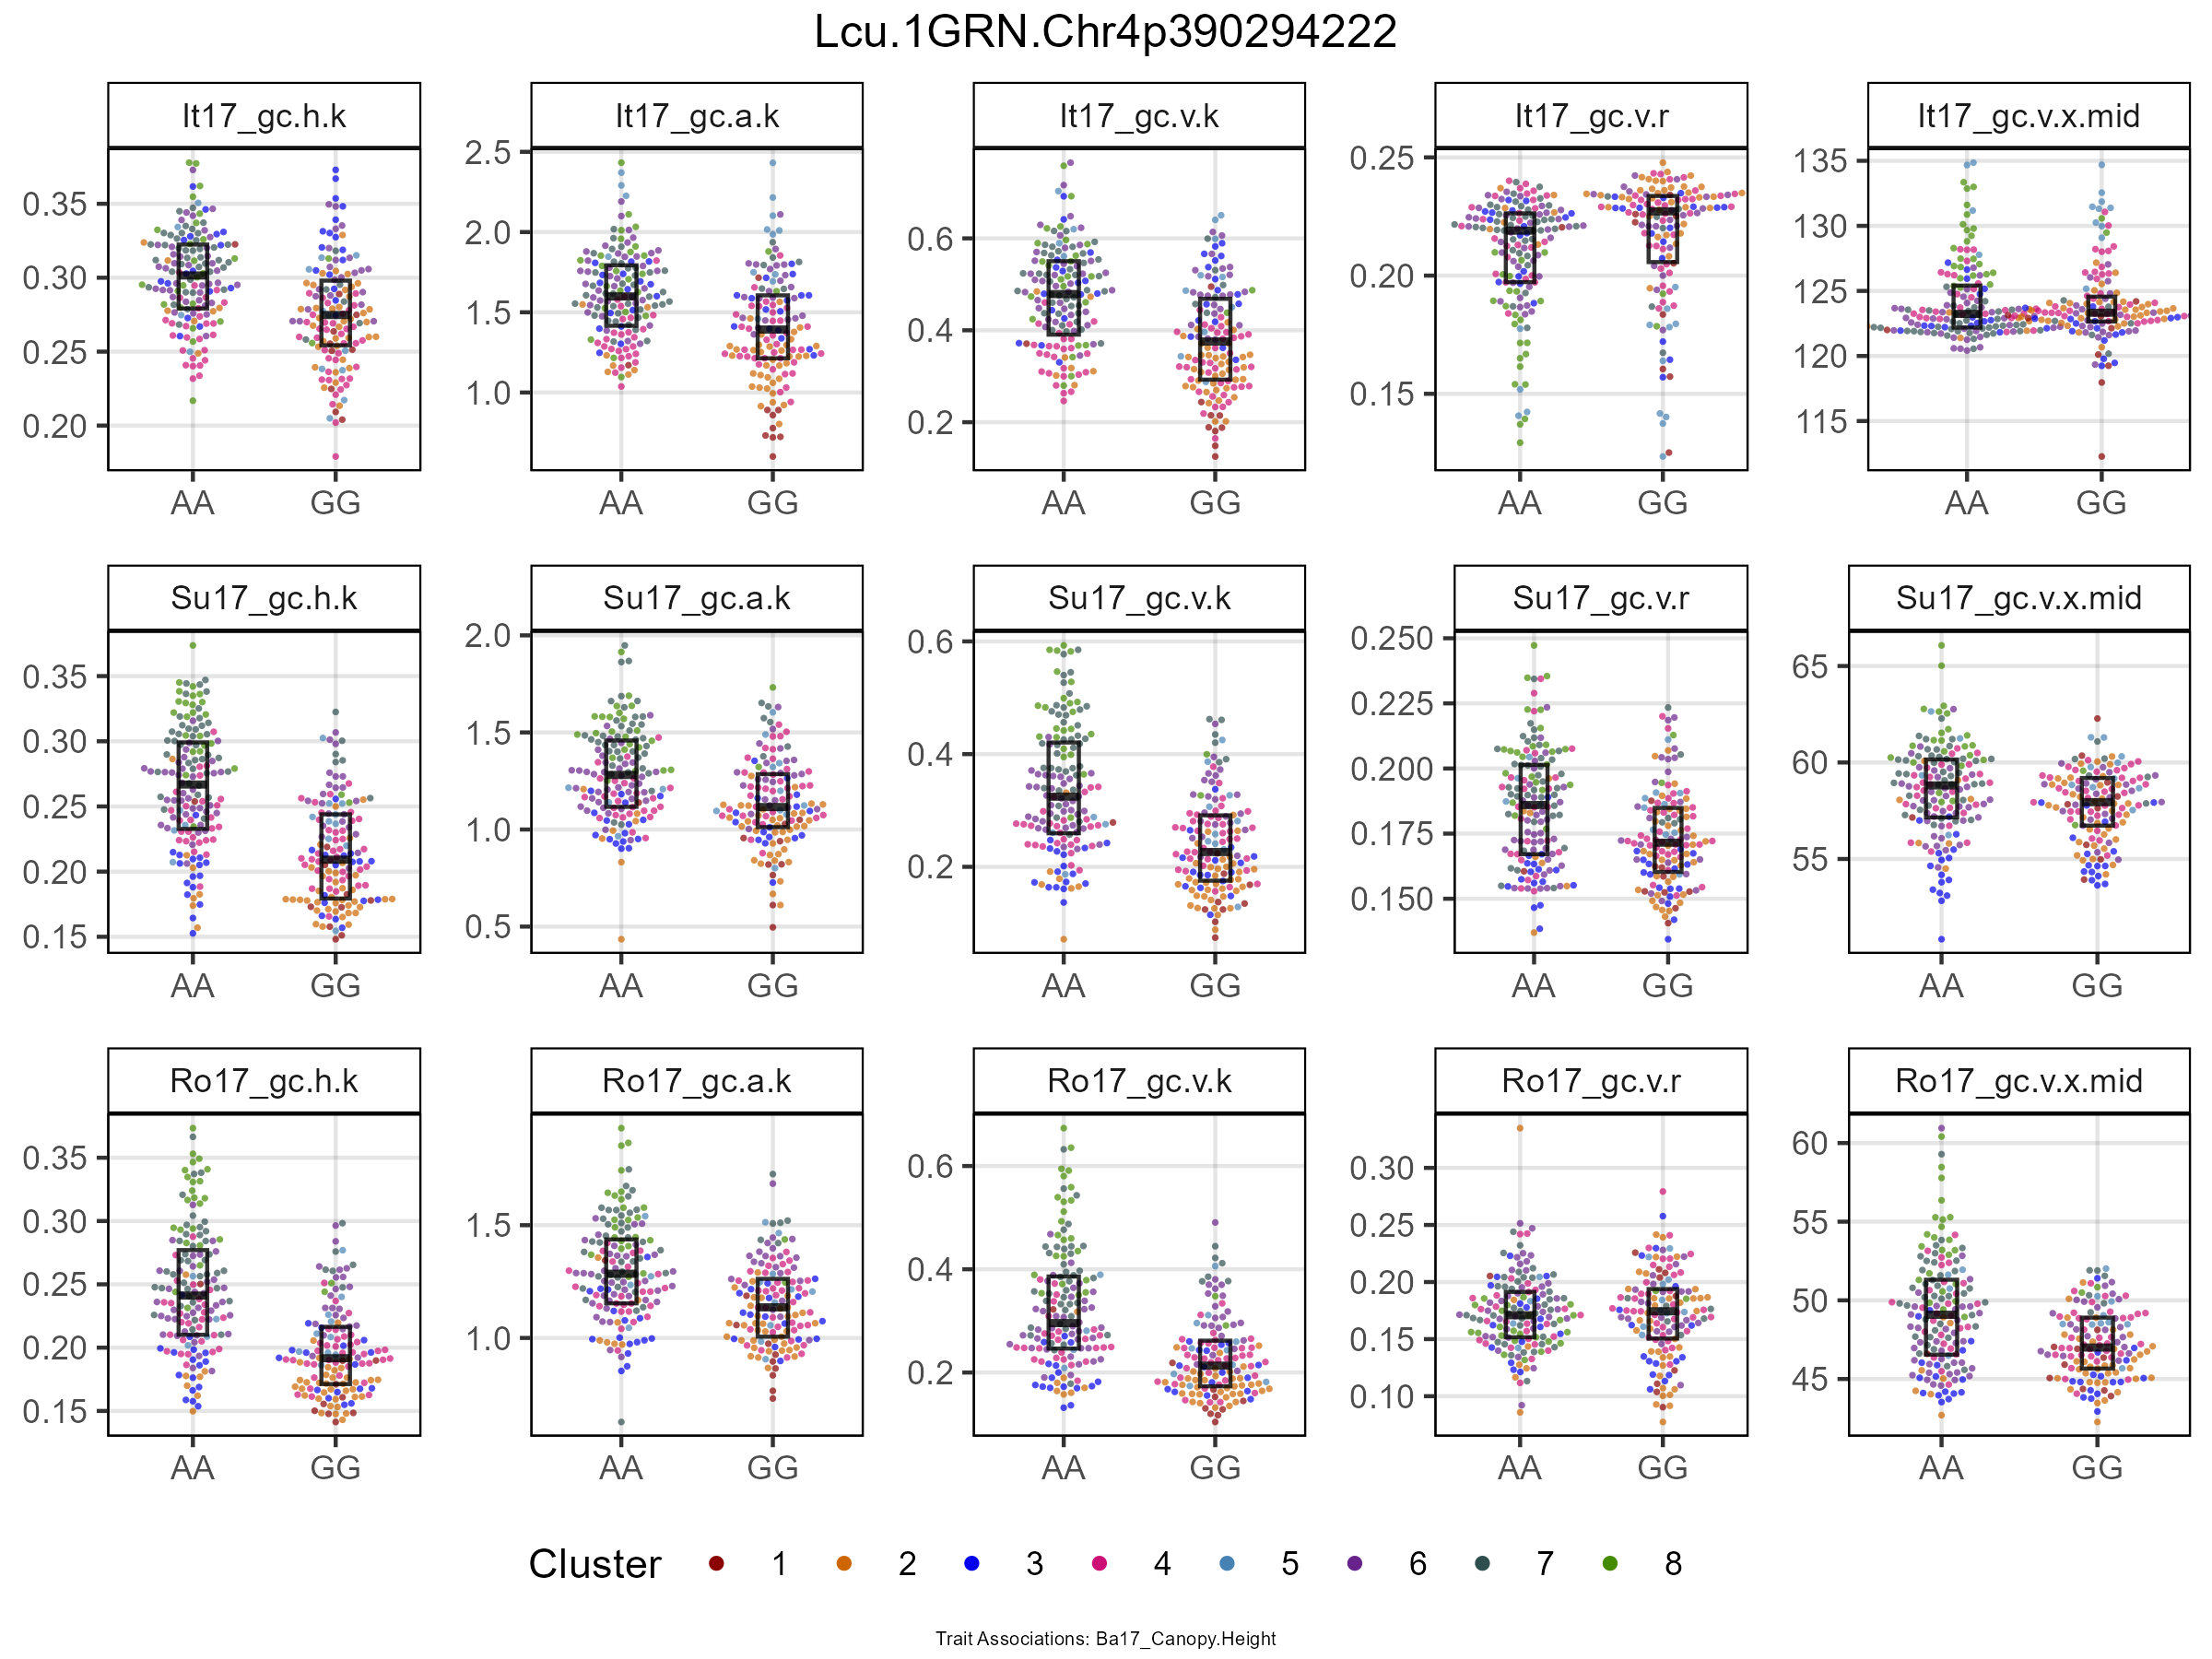 Lcu.1GRN.Chr4p390294222
It17_gc.h.k
It17_gc.a.k
It17_gc.v.k
It17_gc.v.r
It17_gc.v.x.mid
0.35
0.30
0.25
0.20
AA GG
2.5
2.0
1.5
1.0
AA GG
0.6
0.4
0.2
AA GG
0.25
0.20
0.15
AA GG
135
130
125
120
115
AA GG
Su17_gc.h.k
Su17_gc.a.k
Su17_gc.v.k
Su17_gc.v.r
Su17_gc.v.x.mid
0.35
0.30
0.25
0.20
0.15
AA GG
2.0
1.5
1.0
0.5
AA GG
0.6
0.4
0.2
AA GG
0.250
0.225
0.200
0.175
0.150
AA GG
65
60
55
AA GG
Ro17_gc.h.k
Ro17_gc.a.k
Ro17_gc.v.k
Ro17_gc.v.r
Ro17_gc.v.x.mid
0.35
0.30
0.25
0.20
0.15
AA GG
1.5
1.0
AA GG
0.6
0.4
0.2
AA GG
0.30
0.25
0.20
0.15
0.10
AA GG
60
55
50
45
AA GG
Cluster 1 2 3 4 5 6 7 8
Trait Associations: Ba17_Canopy.Height